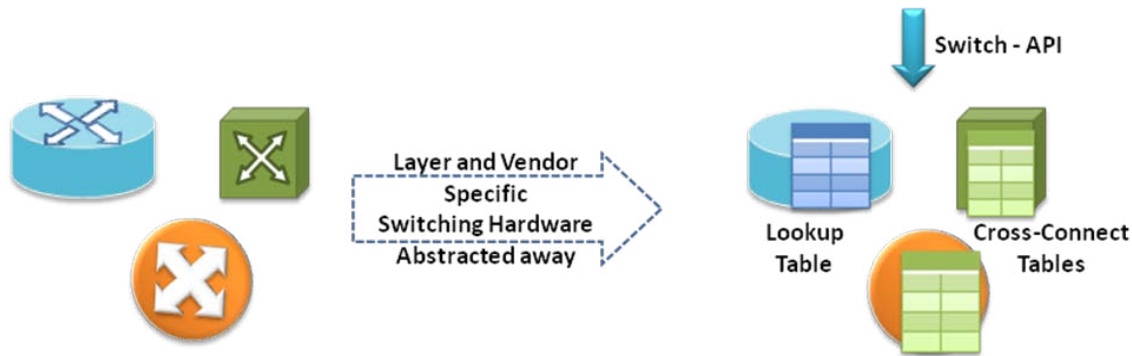 Switch - API
Layer and Vendor
Specific
Switching Hardware
Abstracted away
Lookup
Table
Cross-Connect
Tables